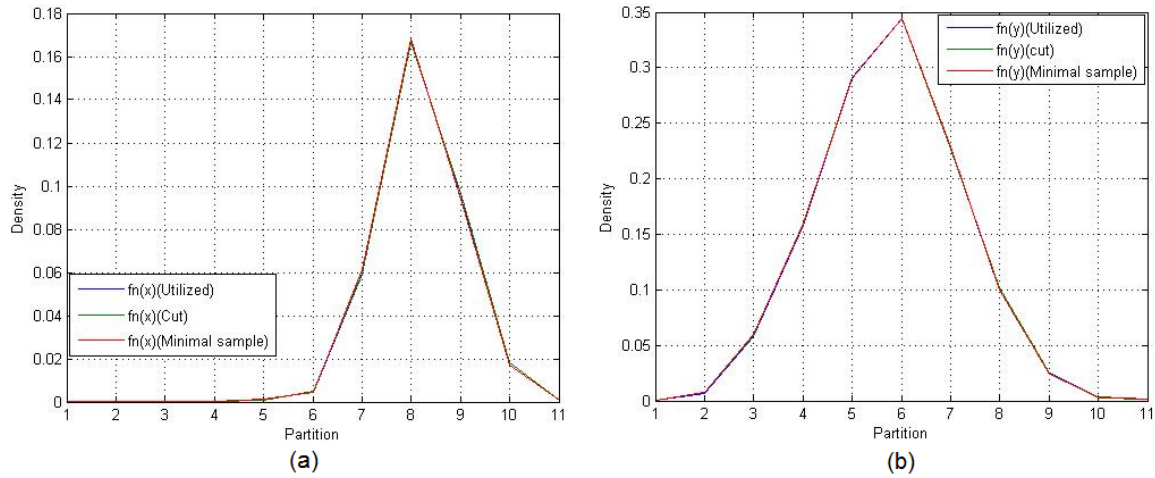 0.18
0.16
0.14
0.12
0.1
0.08
0.06
0.04
0.02
0
Density
fn(x)(Utilized)
fn(x)(Cut)
fn(x)(Minimal sample)
1 2 3 4 5 6 7 8 9 10 11
Partition
(a)
0.35
0.3
0.25
0.2
0.15
0.1
0.05
0
Density
fn(y)(Utilized)
fn(y)(cut)
fn(y)(Minimal sample)
1 2 3 4 5 6 7 8 9 10 11
Partition
(b)